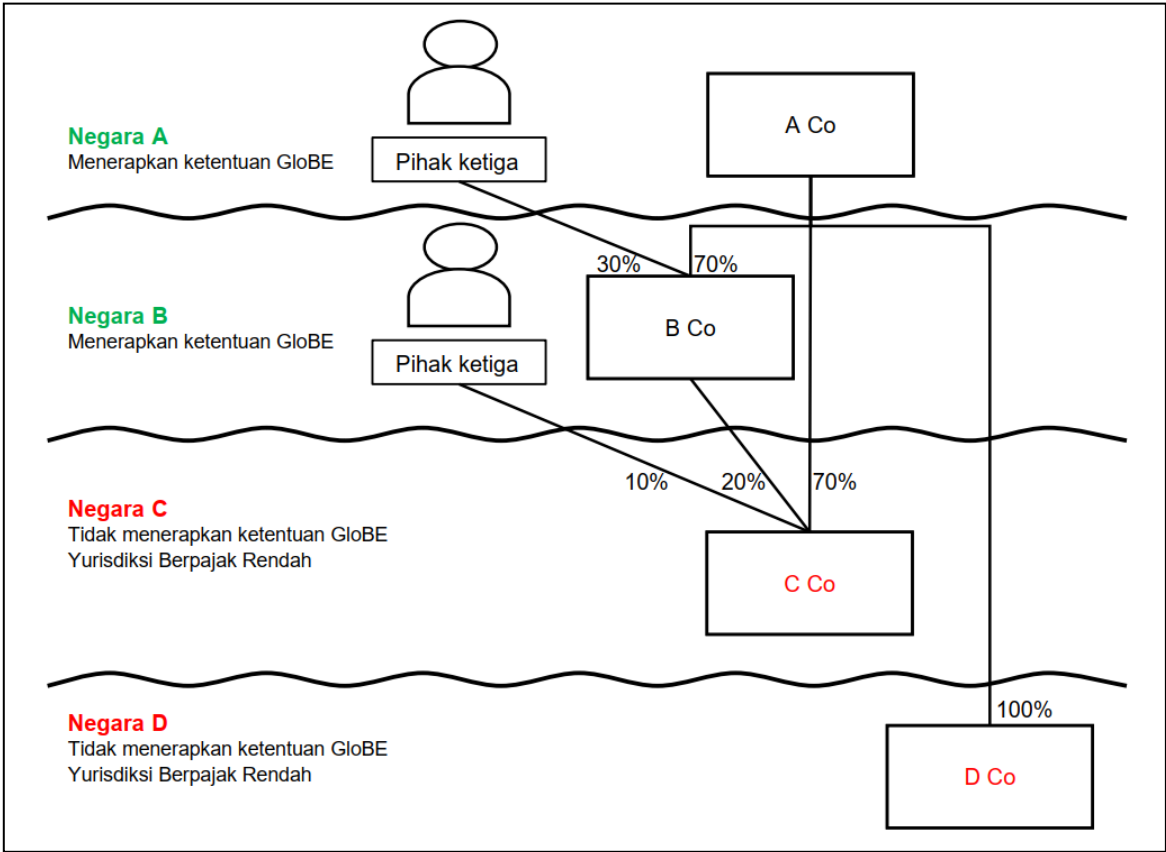 Negara A
Menerapkan ketentuan GloBE
Pihak ketiga
A Co
30%
70%
Negara B
Menerapkan ketentuan GloBE
Pihak ketiga
B Co
10%
20%
70%
Negara C
Tidak menerapkan ketentuan GloBE
Yurisdiksi Berpajak Rendah
C Co
100%
Negara D
Tidak menerapkan ketentuan GloBE
Yurisdiksi Berpajak Rendah
D Co